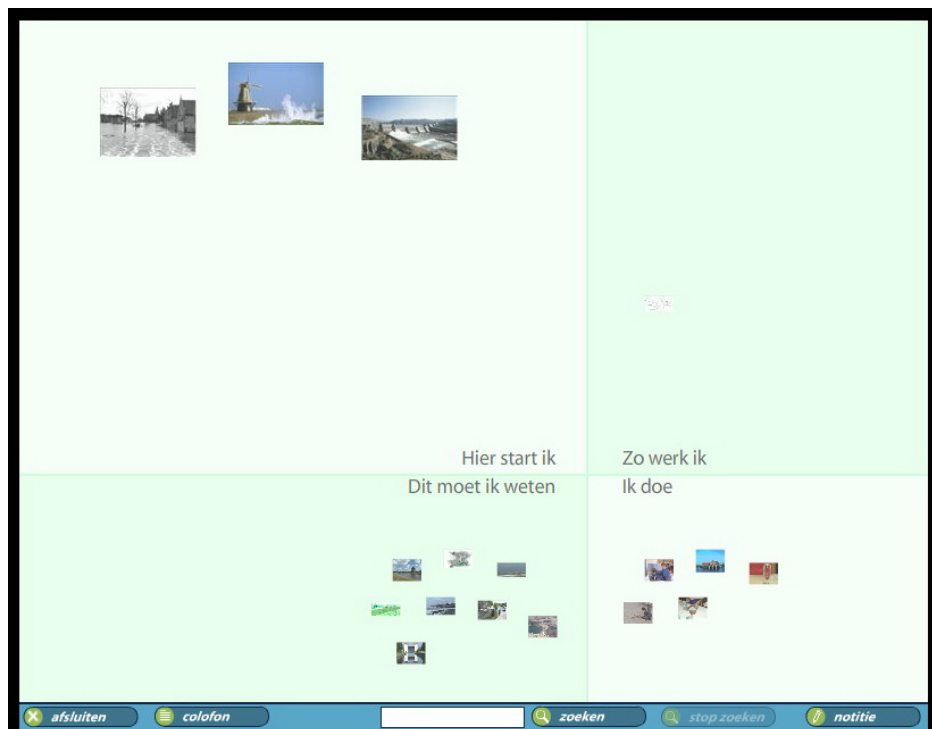 Hier start ik
Zo werk ik
Dit moet ik weten
Ik doe
afsluiten
colofon
zoeken
stop zoeken
notitie